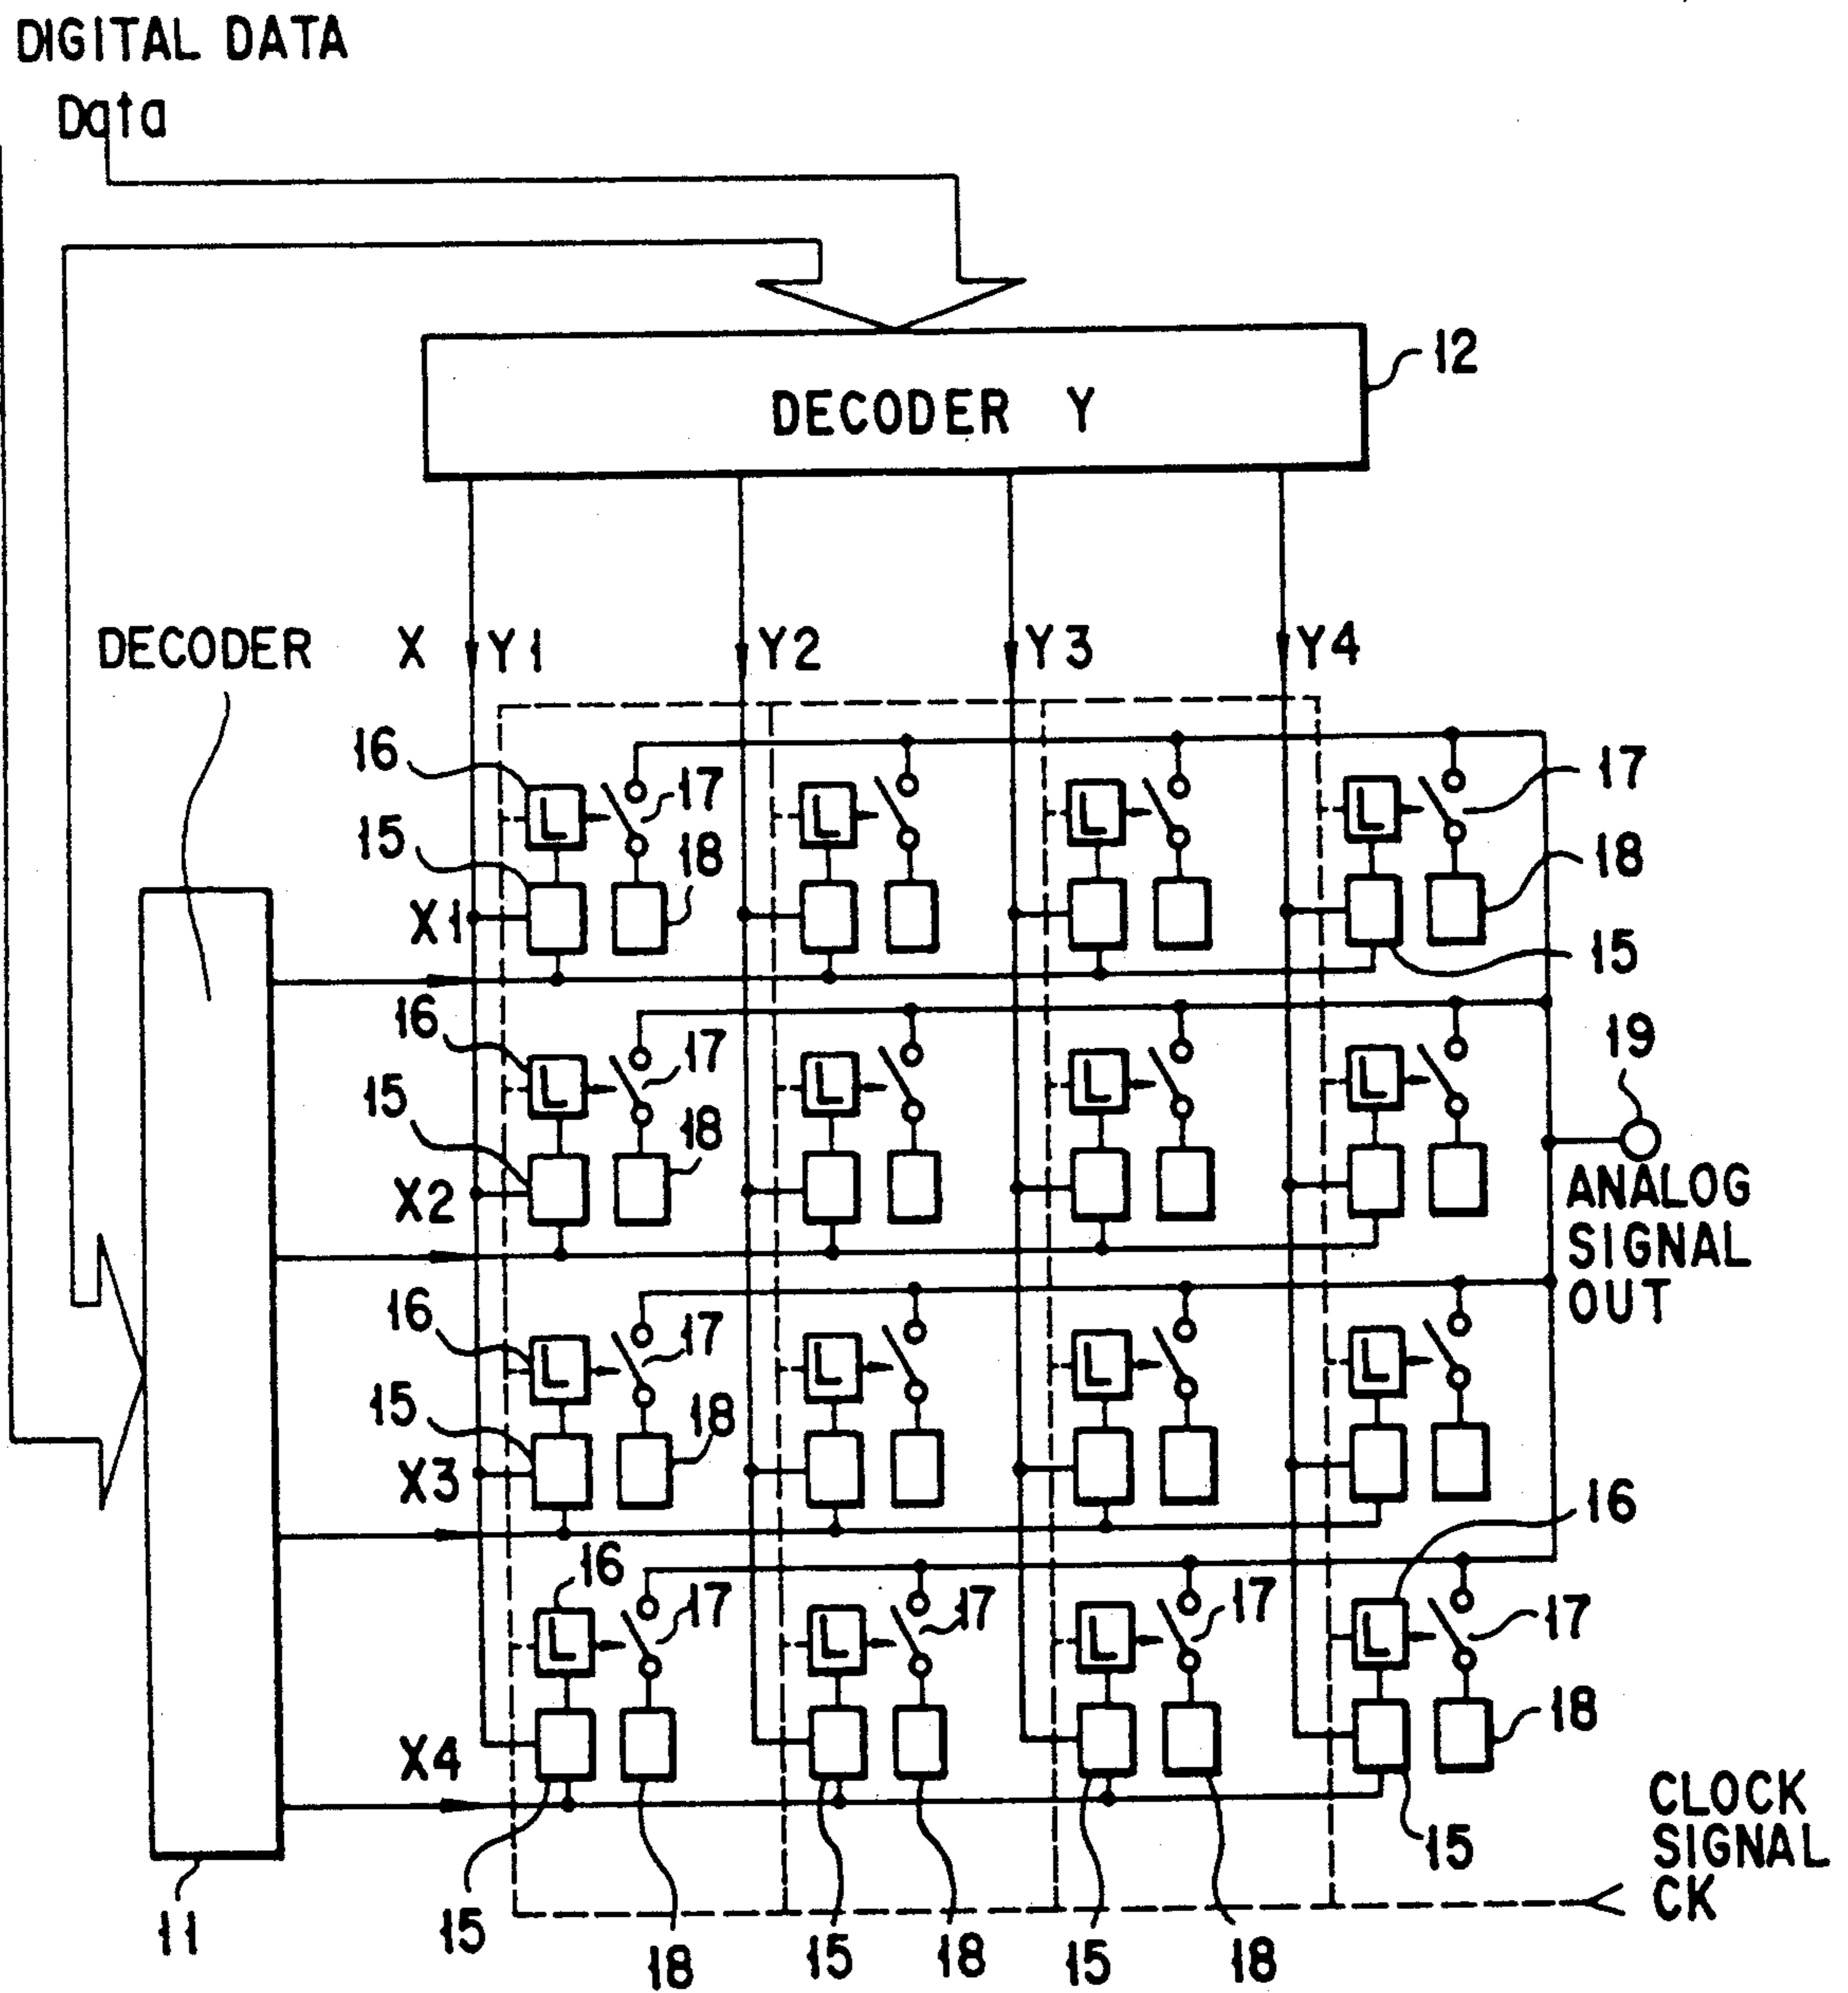 DIGITAL DATA
Data
12
DECODER Y
DECODER X Y1 Y2 Y3 Y4
16 L 17 L L L 17
15 18 18
X1 15
16 L 17 L L L 19
15 18
X2 ANALOG
SIGNAL
OUT
16 L 17 L L L
15 18
X3 16
16 L 17 L 17 L 17 L 17
18
X4 CLOCK
SIGNAL
CK
15
11 15 18 15 18 15 18